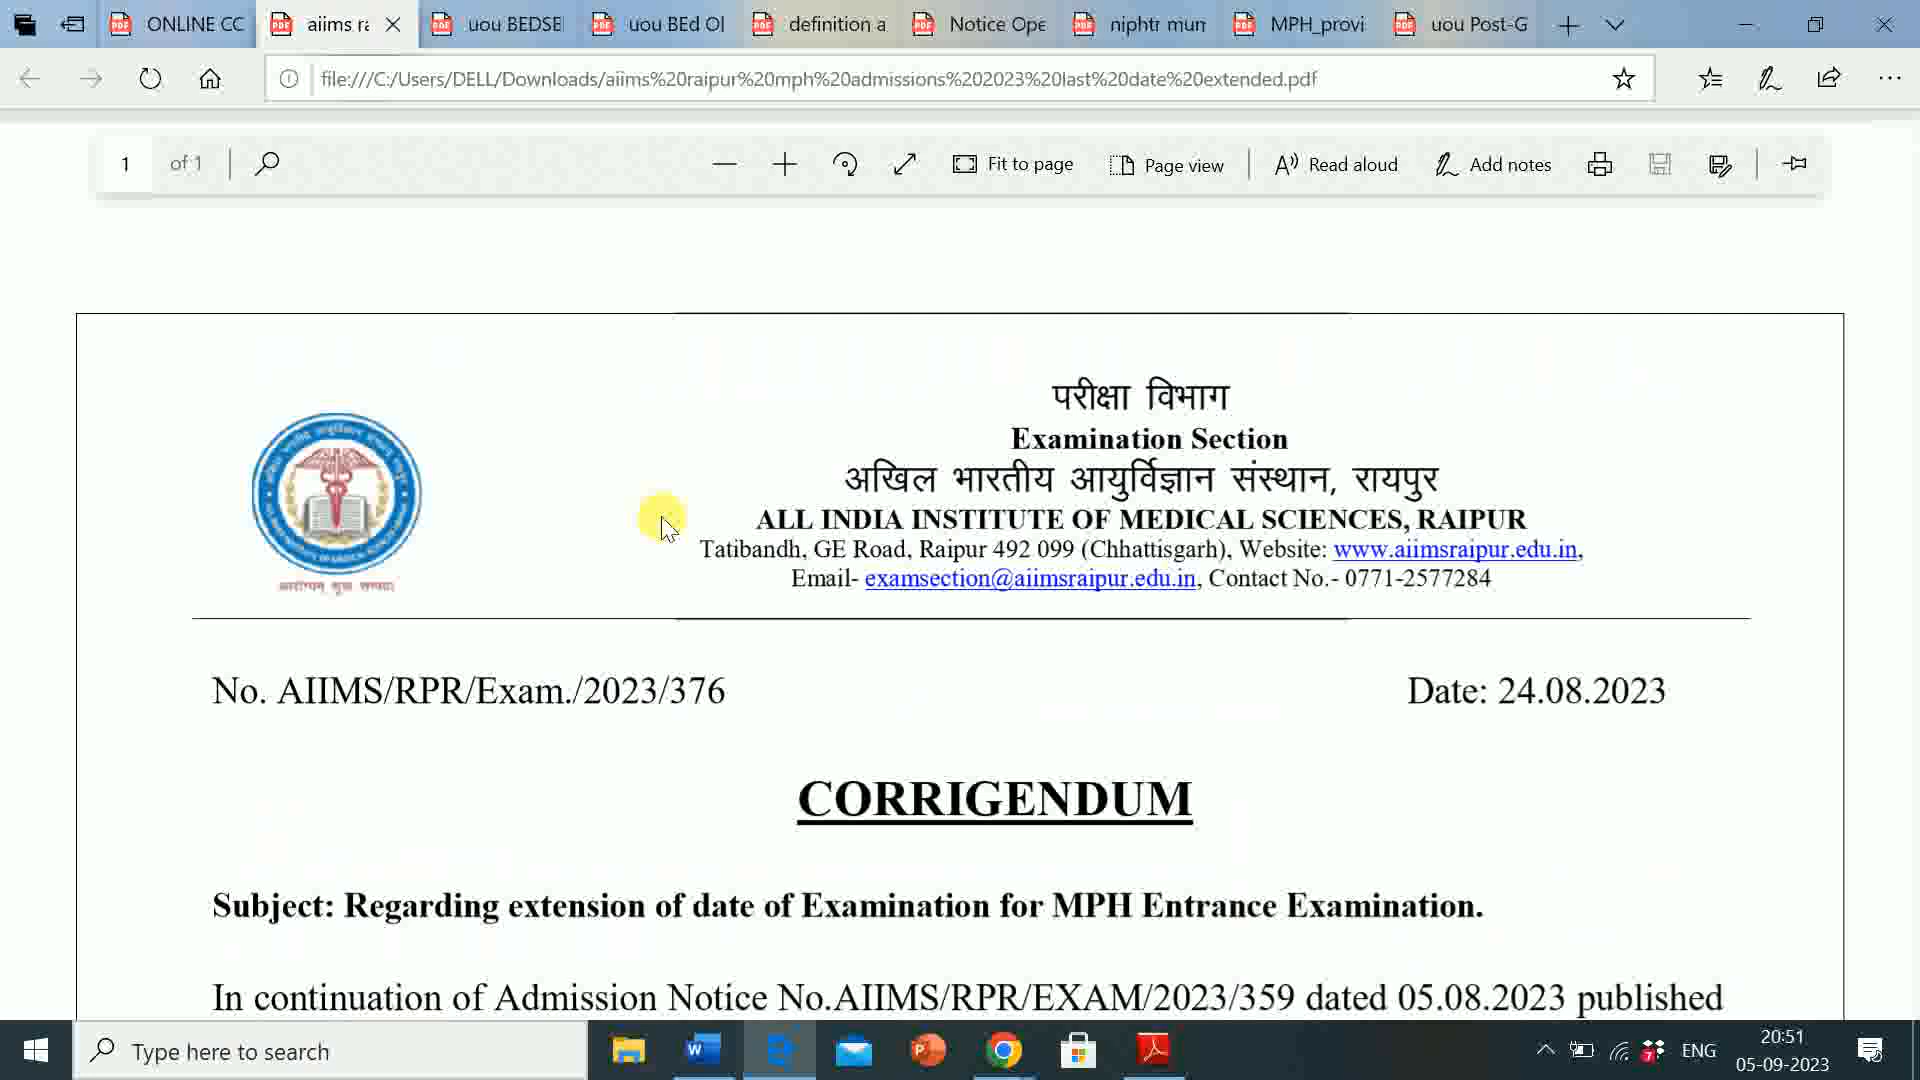 ONLINE CC
aiims ra
uou BEDSE
uou BEd Ol
definition a
Notice Ope
niphtr mun
MPH_provi
uou Post-G
file:///C:/Users/DELL/Downloads/aiims%20raipur%20mph%20admissions%202023%20last%20date%20extended.pdf
1 of 1
Fit to page
Page view
Read aloud
Add notes
परीक्षा विभाग
Examination Section
अखिल भारतीय आयुर्विज्ञान संस्थान, रायपुर
ALL INDIA INSTITUTE OF MEDICAL SCIENCES, RAIPUR
Tatibandh, GE Road, Raipur 492 099 (Chhattisgarh), Website: www.aiimsraipur.edu.in,
Email- examsection@aiimsraipur.edu.in, Contact No.- 0771-2577284
No. AIIMS/RPR/Exam./2023/376 Date: 24.08.2023
CORRIGENDUM
Subject: Regarding extension of date of Examination for MPH Entrance Examination.
In continuation of Admission Notice No.AIIMS/RPR/EXAM/2023/359 dated 05.08.2023 published
Type here to search
ENG
20:51
05-09-2023